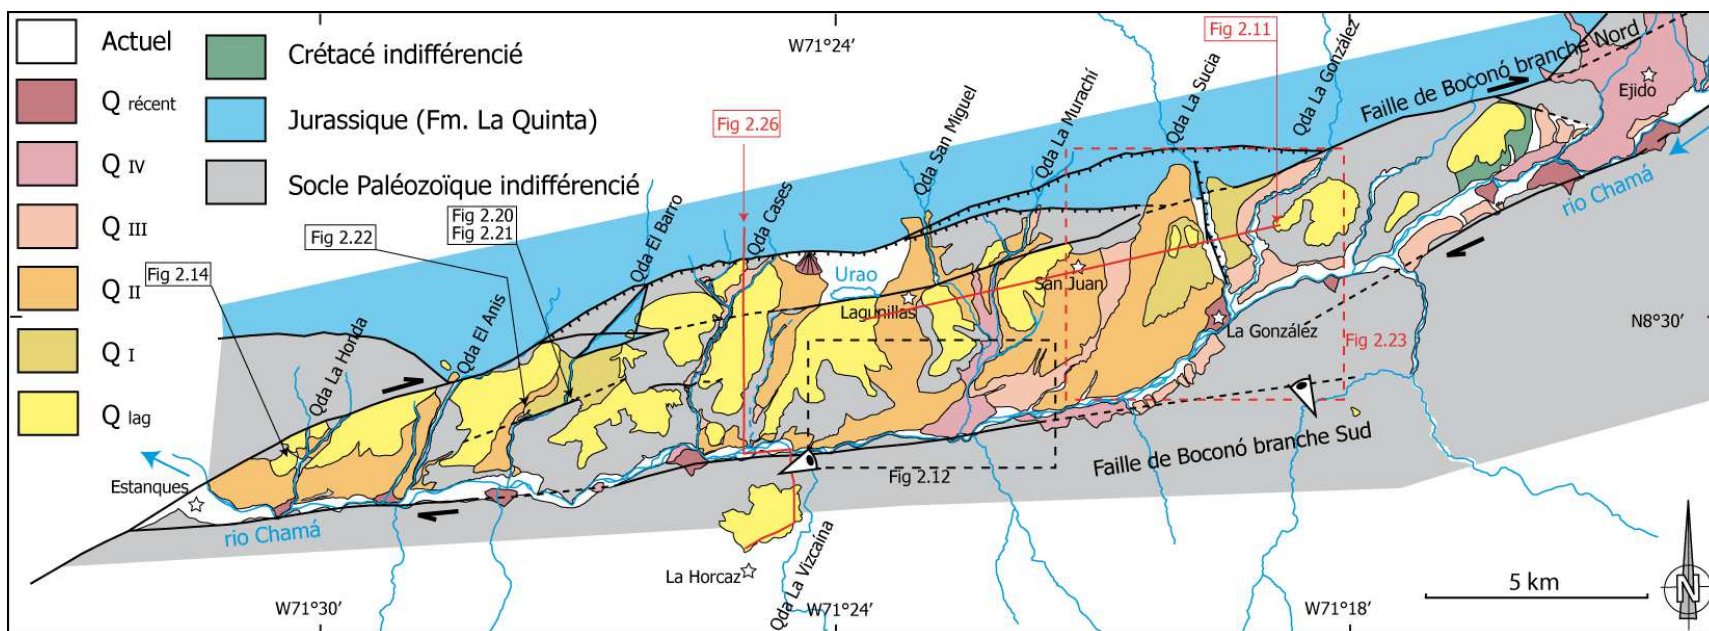 Actuel
Q récent
Q IV
Q III
Q II
Q I
Q lag
Crétacé indifférencié
Jurassique (Fm. La Quinta)
Socle Paléozoïque indifférencié
W71°24'
Fig 2.11
Fig 2.26
Fig 2.20
Fig 2.21
Fig 2.22
Fig 2.14
Qda La Honda
Qda El Anis
Qda El Barro
Qda Cases
Qda San Miguel
Qda La Murachí
Qda La Sucia
Qda La González
Faille de Boconó branche Nord
Ejido
rio Chamá
Urao
Lagunillas
San Juan
La Gonzáléz
Fig 2.23
N8°30'
Faille de Boconó branche Sud
Fig 2.12
Estanques
rio Chamá
La Horcaz
Qda La Vizcaína
5 km
N
W71°30'
W71°24'
W71°18'